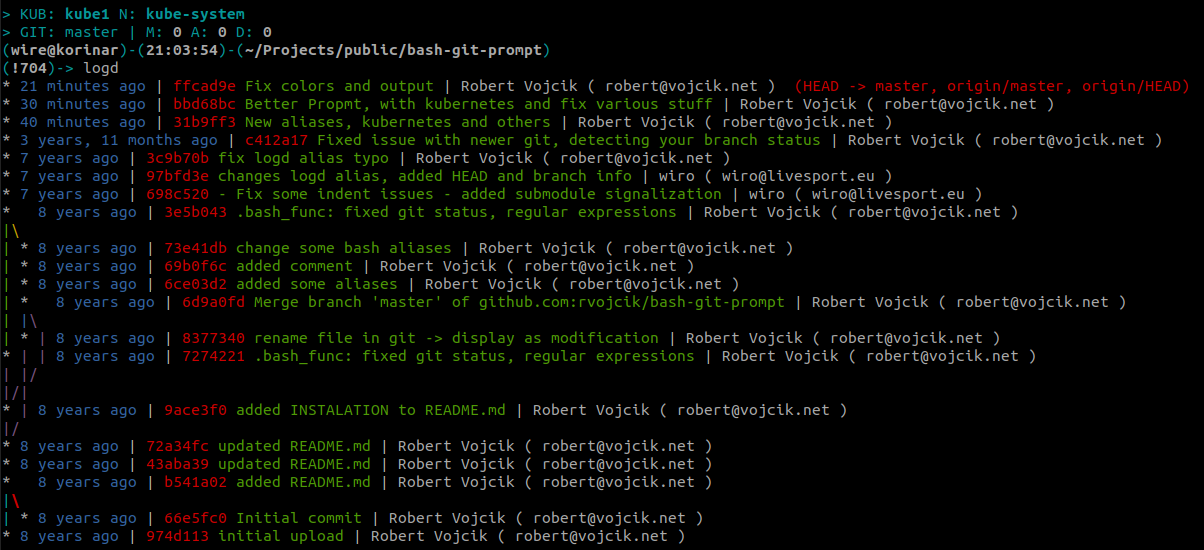 > KUB: kube1 N: kube-system
> GIT: master | M: 0 A: 0 D: 0
(wire@korinar)-(21:03:54)-(~/Projects/public/bash-git-prompt)
(!704)-> logd
* 21 minutes ago | ffcad9e Fix colors and output | Robert Vojcik ( robert@vojcik.net )  (HEAD -> master, origin/master, origin/HEAD)
* 30 minutes ago | bbd68bc Better Propmt, with kubernetes and fix various stuff | Robert Vojcik ( robert@vojcik.net )
* 40 minutes ago | 31b9ff3 New aliases, kubernetes and others | Robert Vojcik ( robert@vojcik.net )
* 3 years, 11 months ago | c412a17 Fixed issue with newer git, detecting your branch status | Robert Vojcik ( robert@vojcik.net )
* 7 years ago | 3c9b70b fix logd alias typo | Robert Vojcik ( robert@vojcik.net )
* 7 years ago | 97bfd3e changes logd alias, added HEAD and branch info | wiro ( wiro@livesport.eu )
* 7 years ago | 698c520 - Fix some indent issues - added submodule signalization | wiro ( wiro@livesport.eu )
*   8 years ago | 3e5b043 .bash_func: fixed git status, regular expressions | Robert Vojcik ( robert@vojcik.net )
|\
| * 8 years ago | 73e41db change some bash aliases | Robert Vojcik ( robert@vojcik.net )
| * 8 years ago | 69b0f6c added comment | Robert Vojcik ( robert@vojcik.net )
| * 8 years ago | 6ce03d2 added some aliases | Robert Vojcik ( robert@vojcik.net )
| *   8 years ago | 6d9a0fd Merge branch 'master' of github.com:rvojcik/bash-git-prompt | Robert Vojcik ( robert@vojcik.net )
| |\
| * | 8 years ago | 8377340 rename file in git -> display as modification | Robert Vojcik ( robert@vojcik.net )
* | | 8 years ago | 7274221 .bash_func: fixed git status, regular expressions | Robert Vojcik ( robert@vojcik.net )
| |/
|/|
* | 8 years ago | 9ace3f0 added INSTALATION to README.md | Robert Vojcik ( robert@vojcik.net )
|/
* 8 years ago | 72a34fc updated README.md | Robert Vojcik ( robert@vojcik.net )
* 8 years ago | 43aba39 updated README.md | Robert Vojcik ( robert@vojcik.net )
*   8 years ago | b541a02 added README.md | Robert Vojcik ( robert@vojcik.net )
|\
| * 8 years ago | 66e5fc0 Initial commit | Robert Vojcik ( robert@vojcik.net )
* 8 years ago | 974d113 initial upload | Robert Vojcik ( robert@vojcik.net )